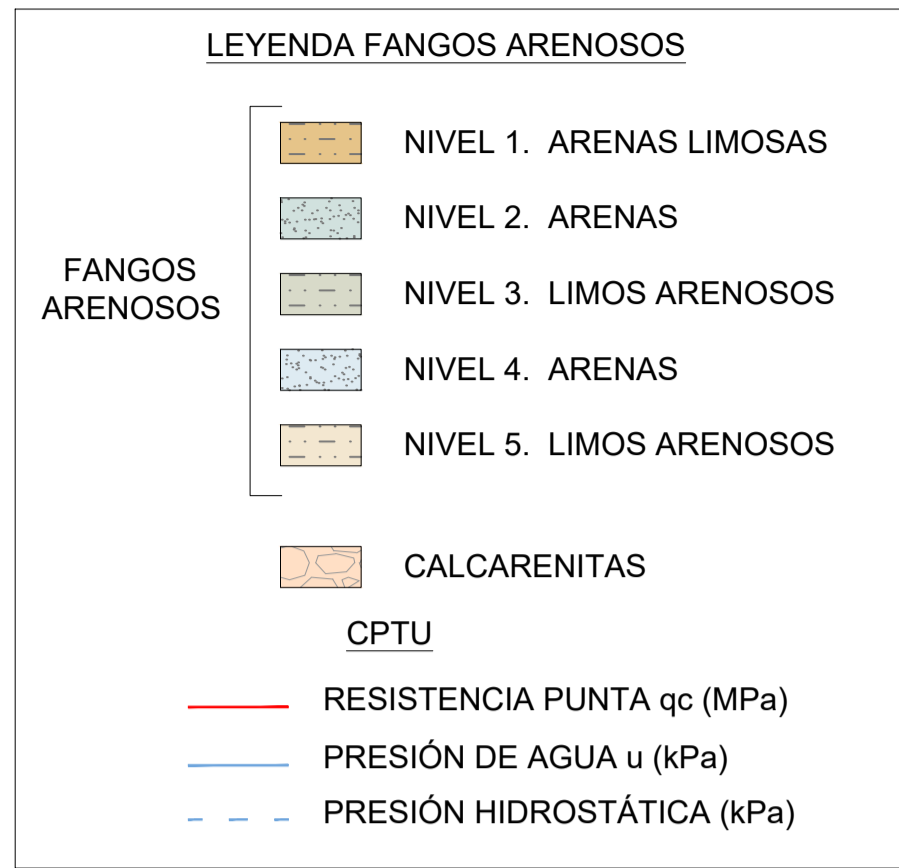 LEYENDA FANGOS ARENOSOS
NIVEL 1. ARENAS LIMOSAS
NIVEL 2. ARENAS
FANGOS
ARENOSOS
NIVEL 3. LIMOS ARENOSOS
NIVEL 4. ARENAS
NIVEL 5. LIMOS ARENOSOS
CALCARENITAS
CPTU
RESISTENCIA PUNTA qc (MPa)
PRESIÓN DE AGUA u (kPa)
PRESIÓN HIDROSTÁTICA (kPa)